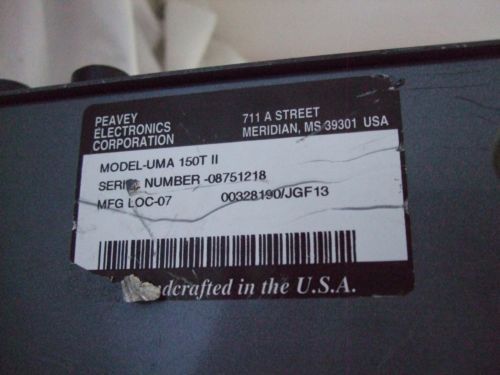 PEAVEY
ELECTRONICS
CORPORATION
711 A STREET
MERIDIAN, MS 39301 USA
MODEL-UMA 150T II
SERIAL NUMBER -08751218
MFG LOC-07 00328190/JGF13
dcrafted in the U.S.A.